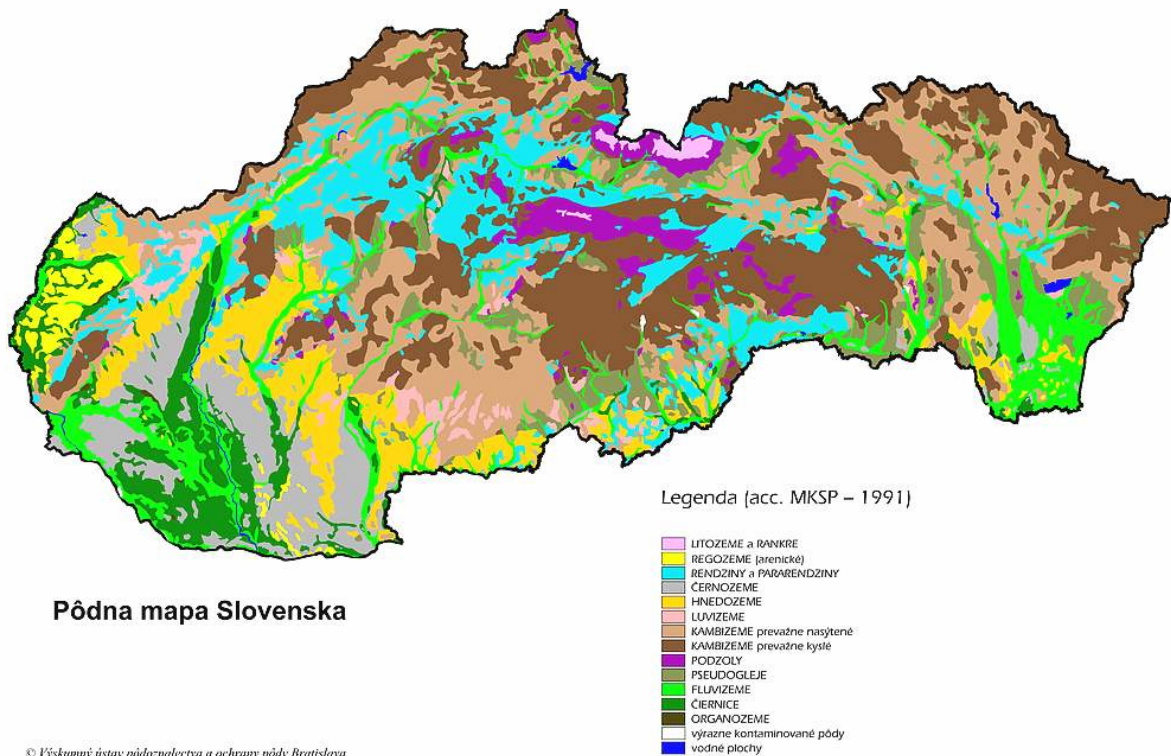 Legenda (acc. MKSP – 1991)
LITOZEME a RANKRE
REGOZEME (arenické)
RENDZINY a PARARENDZINY
ČERNOZEME
HNEDOZEME
LUVIZEME
KAMBIZEME prevažne nasýtené
KAMBIZEME prevažne kyslé
PODZOLY
PSEUDOGLEJE
FLUVIZEME
ČIERNICE
ORGANOZEME
výrazne kontaminované pôdy
vodné plochy
Pôdna mapa Slovenska
© Výskumný ústav pôdoznalectva a ochrany pôdy Bratislava